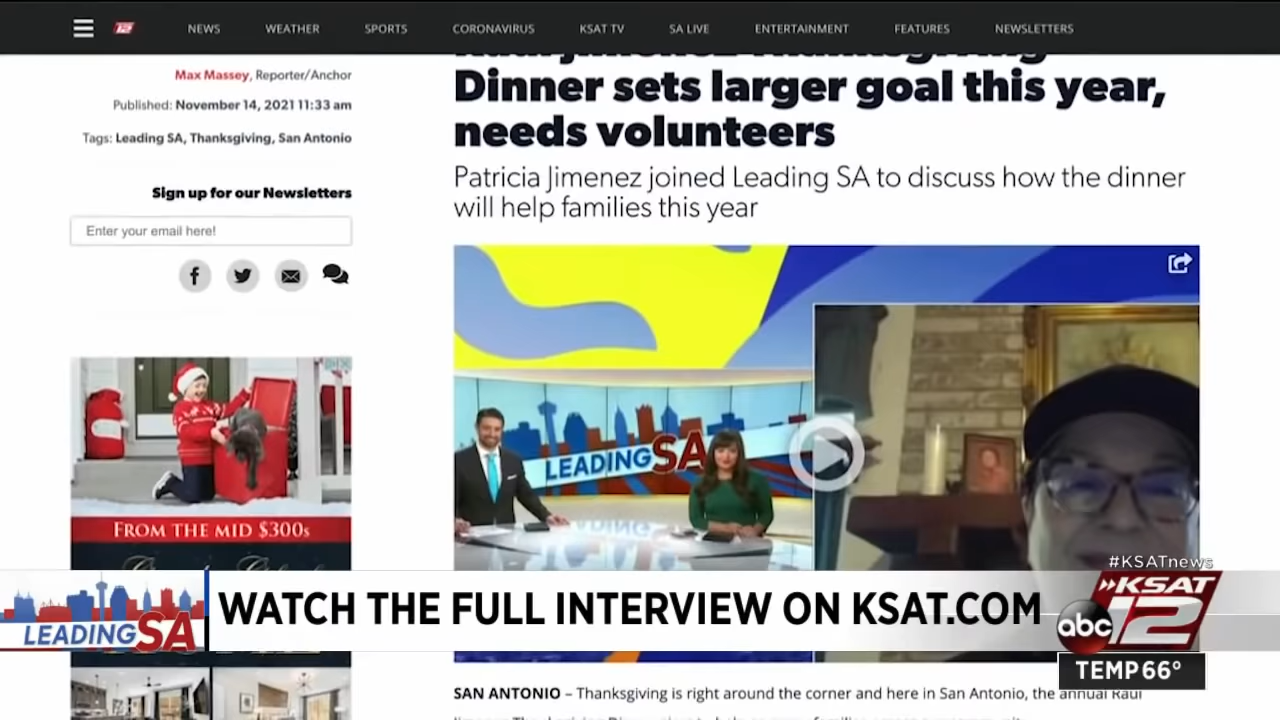 NEWS WEATHER SPORTS CORONAVIRUS KSAT TV SA LIVE ENTERTAINMENT FEATURES NEWSLETTERS
12
Max Massey, Reporter/Anchor
Published: November 14, 2021 11:33 am
Tags: Leading SA, Thanksgiving, San Antonio
Sign up for our Newsletters
Enter your email here!
Dinner sets larger goal this year,
needs volunteers
Patricia Jimenez joined Leading SA to discuss how the dinner
will help families this year
LEADING SA
FROM THE MID $300s
#KSATnews
LEADING SA
WATCH THE FULL INTERVIEW ON KSAT.COM
KSAT
abc 12
TEMP 66°
SAN ANTONIO – Thanksgiving is right around the corner and here in San Antonio, the annual Raul